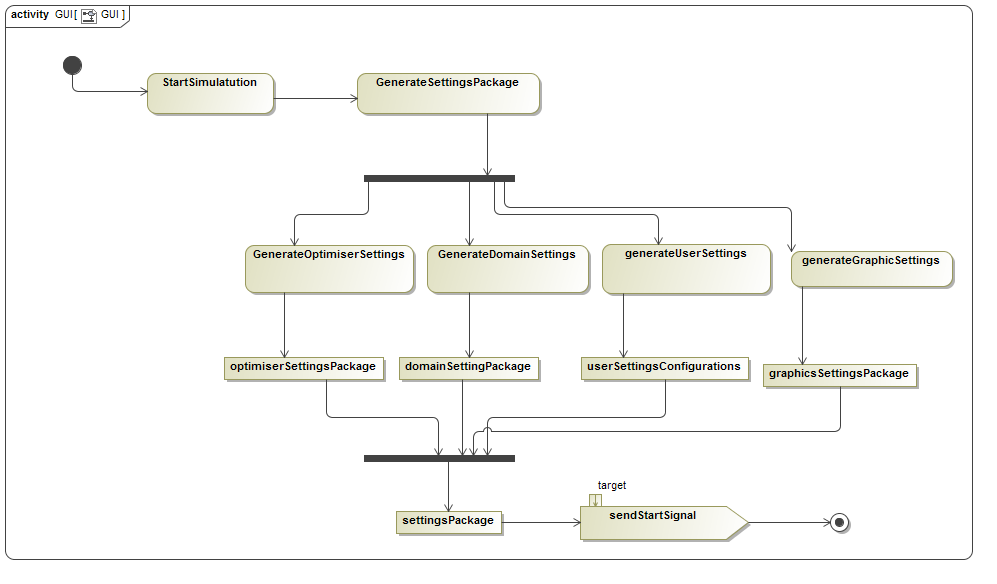 activity GUI[ GUI ]
StartSimulatution
GenerateSettingsPackage
GenerateOptimiserSettings
GenerateDomainSettings
generateUserSettings
generateGraphicSettings
optimiserSettingsPackage
domainSettingPackage
userSettingsConfigurations
graphicsSettingsPackage
target
settingsPackage
sendStartSignal